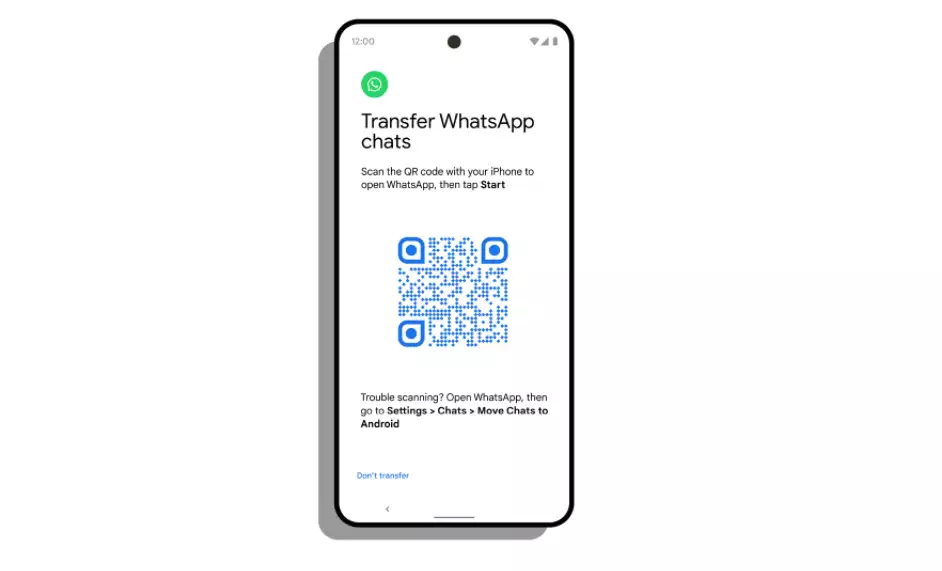 12:00
Transfer WhatsApp
chats
Scan the QR code with your iPhone to
open WhatsApp, then tap Start
Trouble scanning? Open WhatsApp, then
go to Settings > Chats > Move Chats to
Android
Don't transfer